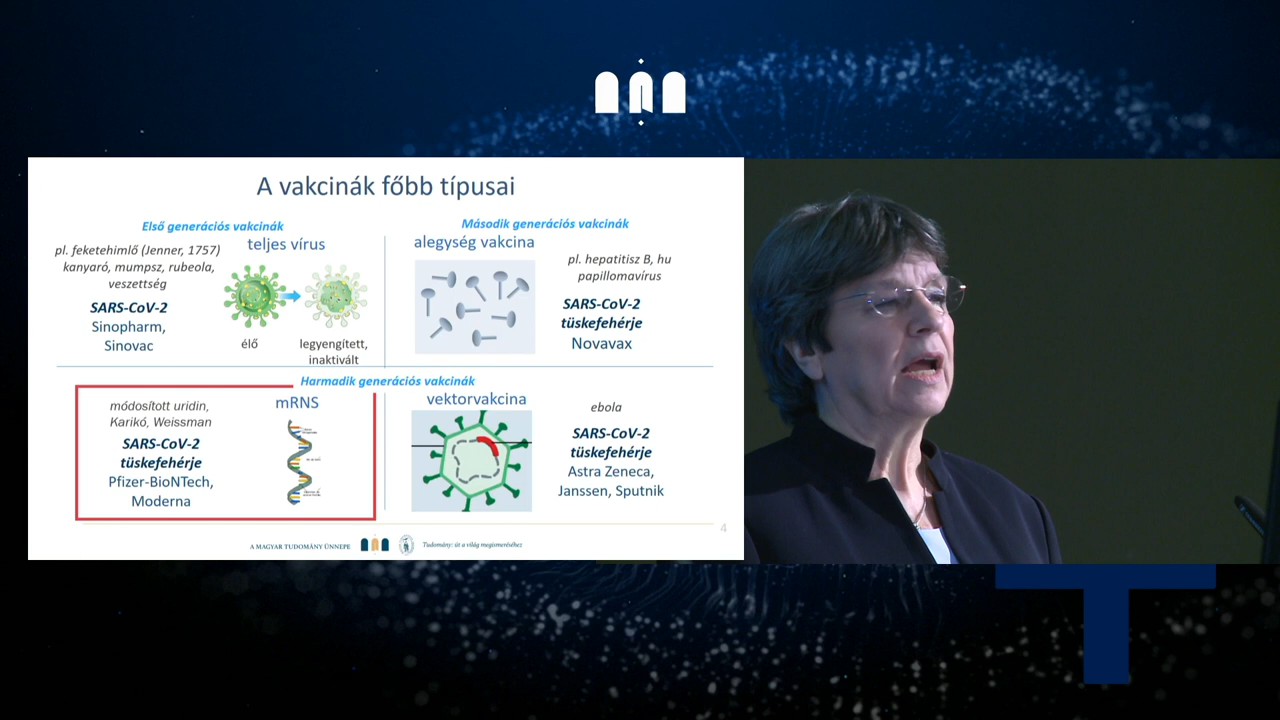 A vakcinák főbb típusai
Első generációs vakcinák
pl. feketehimlő (Jenner, 1757)
kanyaró, mumpsz, rubeola,
veszettség
SARS-CoV-2
Sinopharm,
Sinovac
teljes vírus
élő
legyengített,
inaktivált
Második generációs vakcinák
alegység vakcina
pl. hepatitisz B, hu
papillomavírus
SARS-CoV-2
tüskefehérje
Novavax
Harmadik generációs vakcinák
módosított uridin,
Karikó, Weissman
SARS-CoV-2
tüskefehérje
Pfizer-BioNTech,
Moderna
mRNS
vektorvakcina
ebola
SARS-CoV-2
tüskefehérje
Astra Zeneca,
Janssen, Sputnik
4
A MAGYAR TUDOMÁNY ÜNNEPE
Tudomány: út a világ megismeréséhez